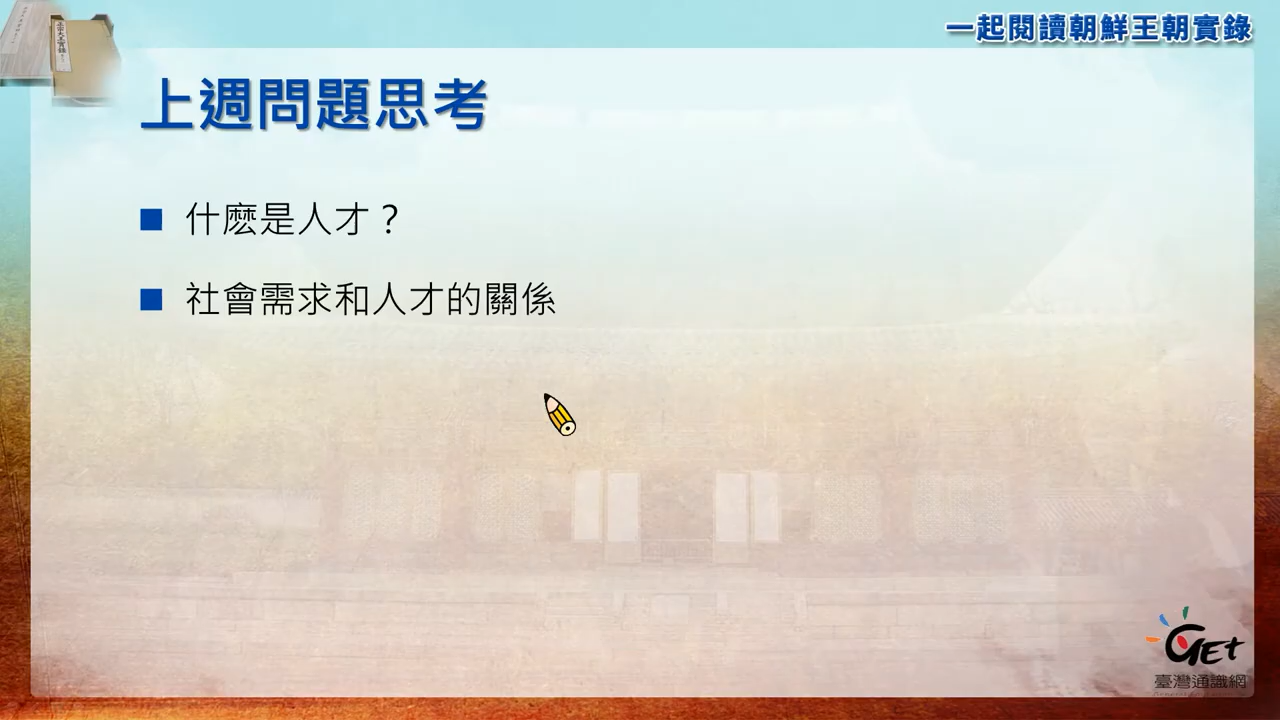 一起閱讀朝鮮王朝實錄
上週問題思考
什麽是人才？
社會需求和人才的關係
GET
臺灣通識網